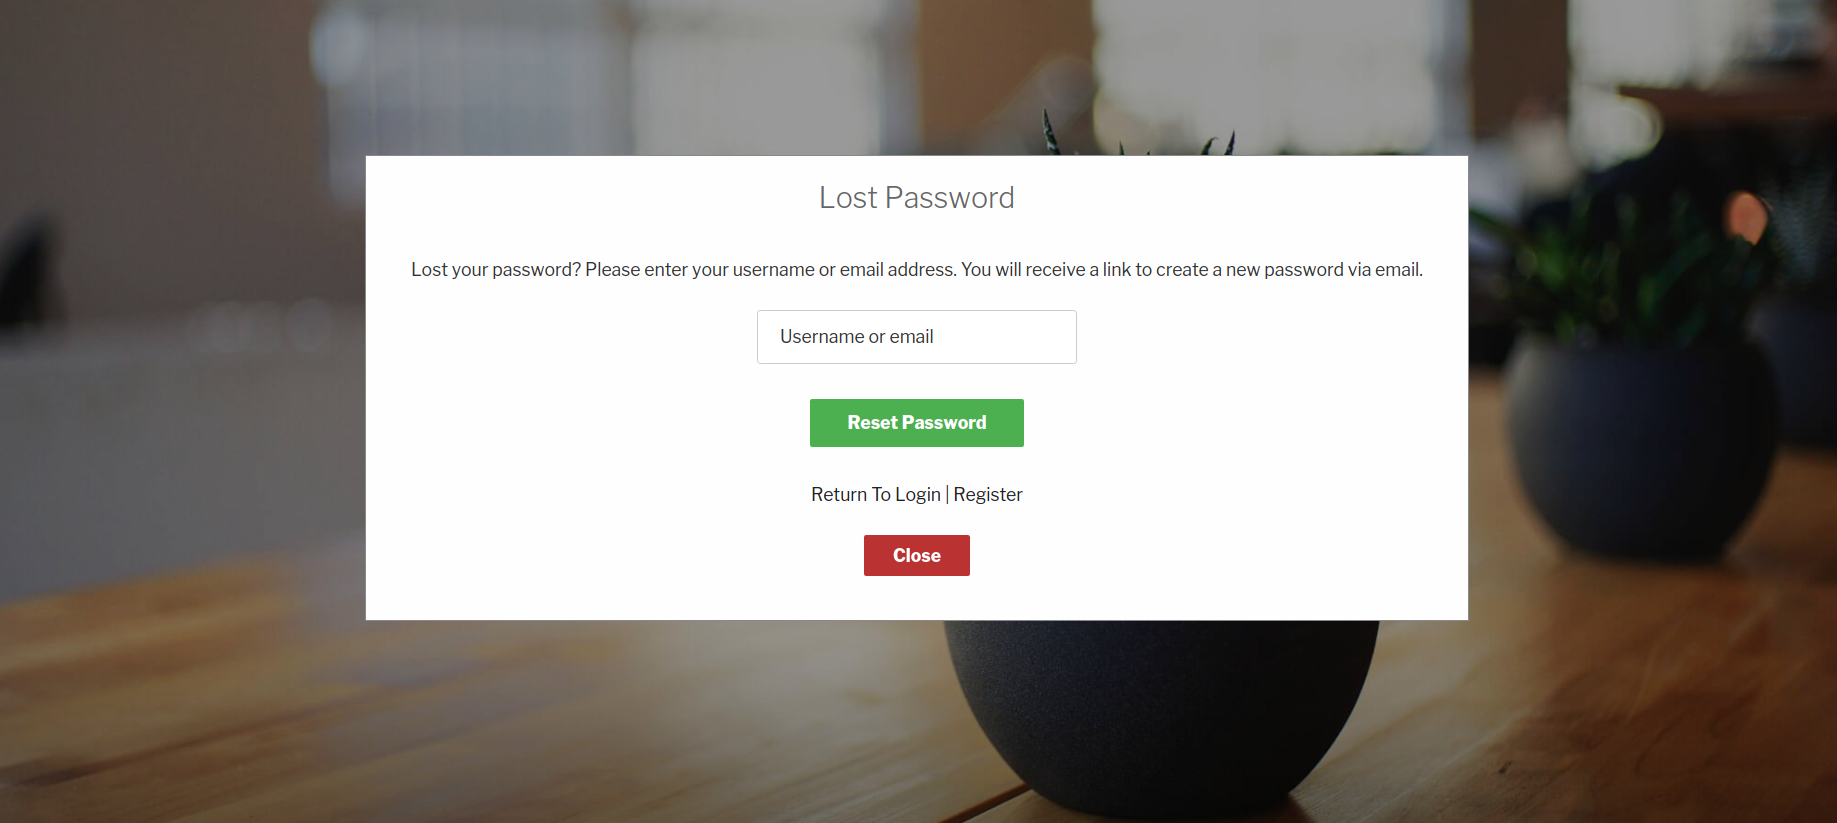 Lost Password
Lost your password? Please enter your username or email address. You will receive a link to create a new password via email.
Username or email
Reset Password
Return To Login | Register
Close